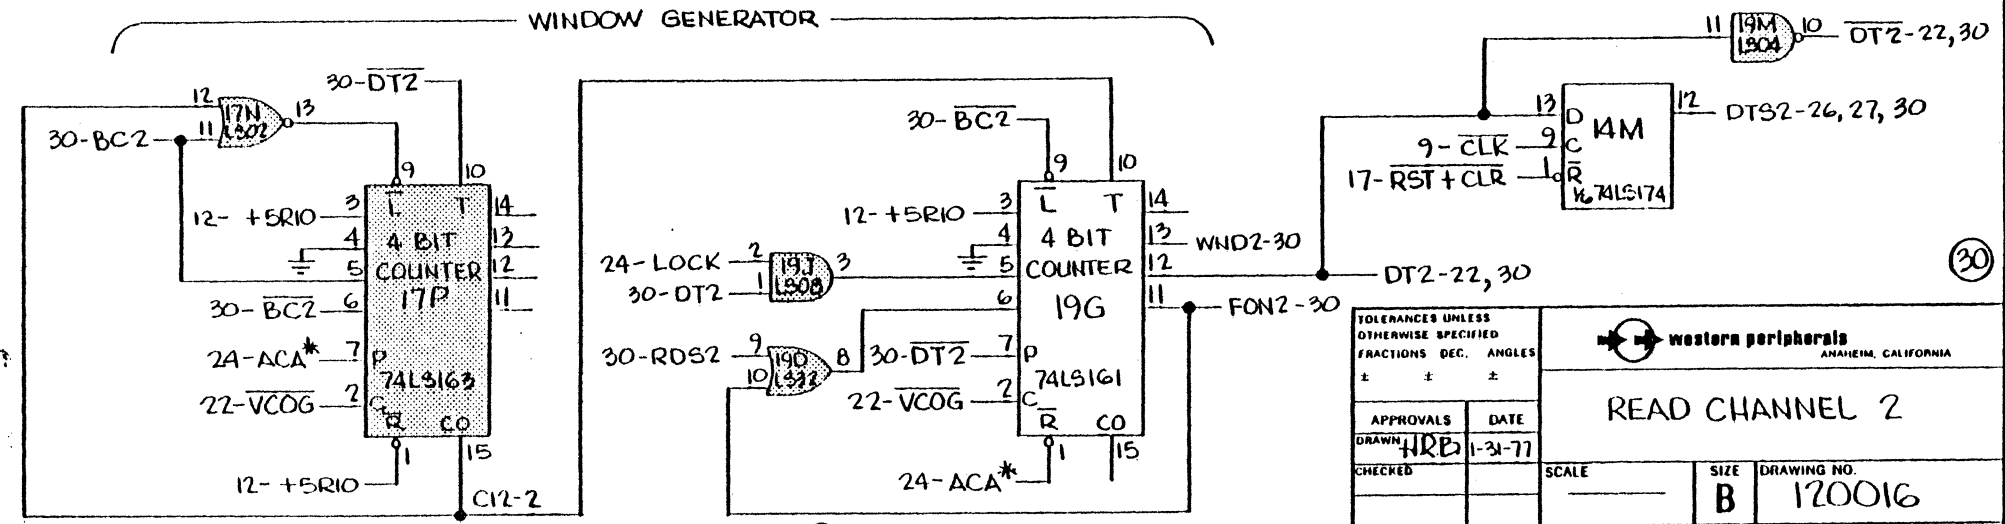 WINDOW GENERATOR
30-DT2
12
17N
LS02
13
11
30-BC2
9
10
3
L
T
14
12- +5R10
4
4 BIT
13
5
COUNTER
12
17P
11
30-BC2
6
24-ACA*
7
P
74LS163
22-VCOG
2
C
R
CO
1
15
12- +5R10
C12-2
30-BC2
9
10
12- +5R10
3
L
T
14
4
4 BIT
13
WND2-30
24-LOCK
2
19J
LS08
3
5
COUNTER
12
DT2-22, 30
30-DT2
1
6
19G
11
FON2-30
30-RDS2
9
19D
LS32
8
10
30-DT2
7
P
74LS161
22-VCOG
2
C
R
CO
1
15
24-ACA*
11
19M
LS04
10
DT2-22, 30
13
D
14M
12
DTS2-26, 27, 30
9-CLK
9
C
17-RST + CLR
1
R
1/6 74LS174
30
TOLERANCES UNLESS
OTHERWISE SPECIFIED
FRACTIONS DEC. ANGLES
± ± ±
APPROVALS DATE
DRAWN HRB 1-31-77
CHECKED
western peripherals
ANAHEIM, CALIFORNIA
READ CHANNEL 2
SCALE
SIZE
B
DRAWING NO.
120016